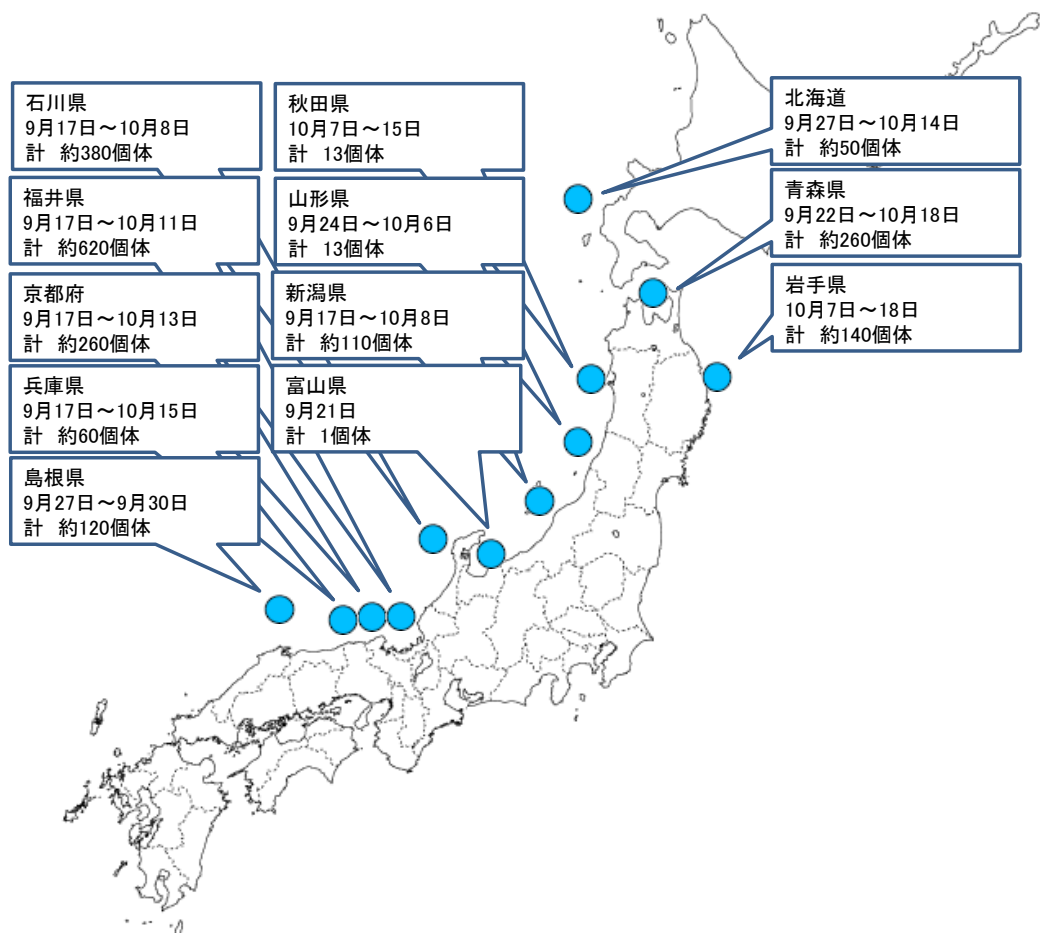 石川県
9月17日～10月8日
計 約380個体
福井県
9月17日～10月11日
計 約620個体
京都府
9月17日～10月13日
計 約260個体
兵庫県
9月17日～10月15日
計 約60個体
島根県
9月27日～9月30日
計 約120個体
秋田県
10月7日～15日
計 13個体
山形県
9月24日～10月6日
計 13個体
新潟県
9月17日～10月8日
計 約110個体
富山県
9月21日
計 1個体
北海道
9月27日～10月14日
計 約50個体
青森県
9月22日～10月18日
計 約260個体
岩手県
10月7日～18日
計 約140個体